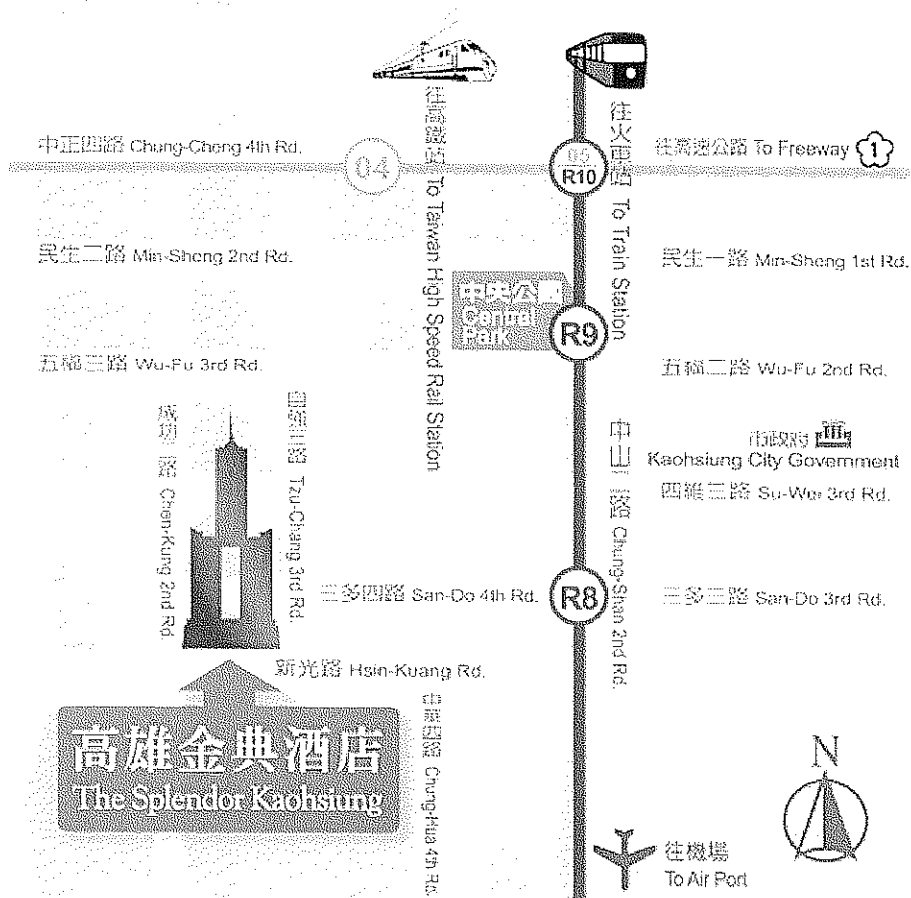 中正四路 Chung-Cheng 4th Rd.
04
05
R10
往高速公路 To Freeway 1
往高鐵站 To Taiwan High Speed Rail Station
往火車站 To Train Station
民生二路 Min-Sheng 2nd Rd.
民生一路 Min-Sheng 1st Rd.
中央公園
Central
Park
R9
五福三路 Wu-Fu 3rd Rd.
五福二路 Wu-Fu 2nd Rd.
成功二路 Chen-Kung 2nd Rd.
自強三路 Tzu-Chang 3rd Rd.
市政府
Kaohsiung City Government
四維三路 Su-Wei 3rd Rd.
中山二路 Chung-Shan 2nd Rd.
三多四路 San-Do 4th Rd.
R8
三多三路 San-Do 3rd Rd.
新光路 Hsin-Kuang Rd.
高雄金典酒店
The Splendor Kaohsiung
中華四路 Chung-Hua 4th Rd.
N
往機場
To Air Port